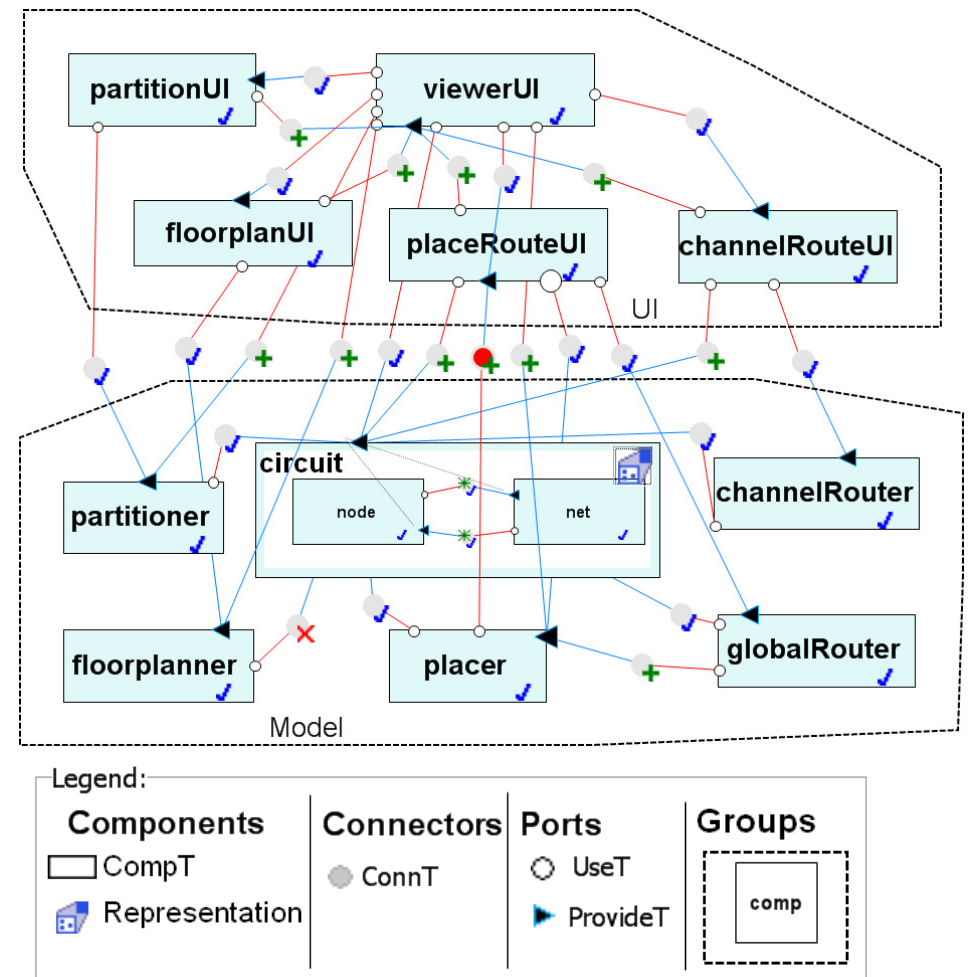 partitionUI
viewerUI
floorplanUI
placeRouteUI
channelRouteUI
UI
circuit
node
net
partitioner
channelRouter
floorplanner
placer
globalRouter
Model
Legend:
Components
Connectors
Ports
Groups
CompT
ConnT
UseT
comp
Representation
ProvideT